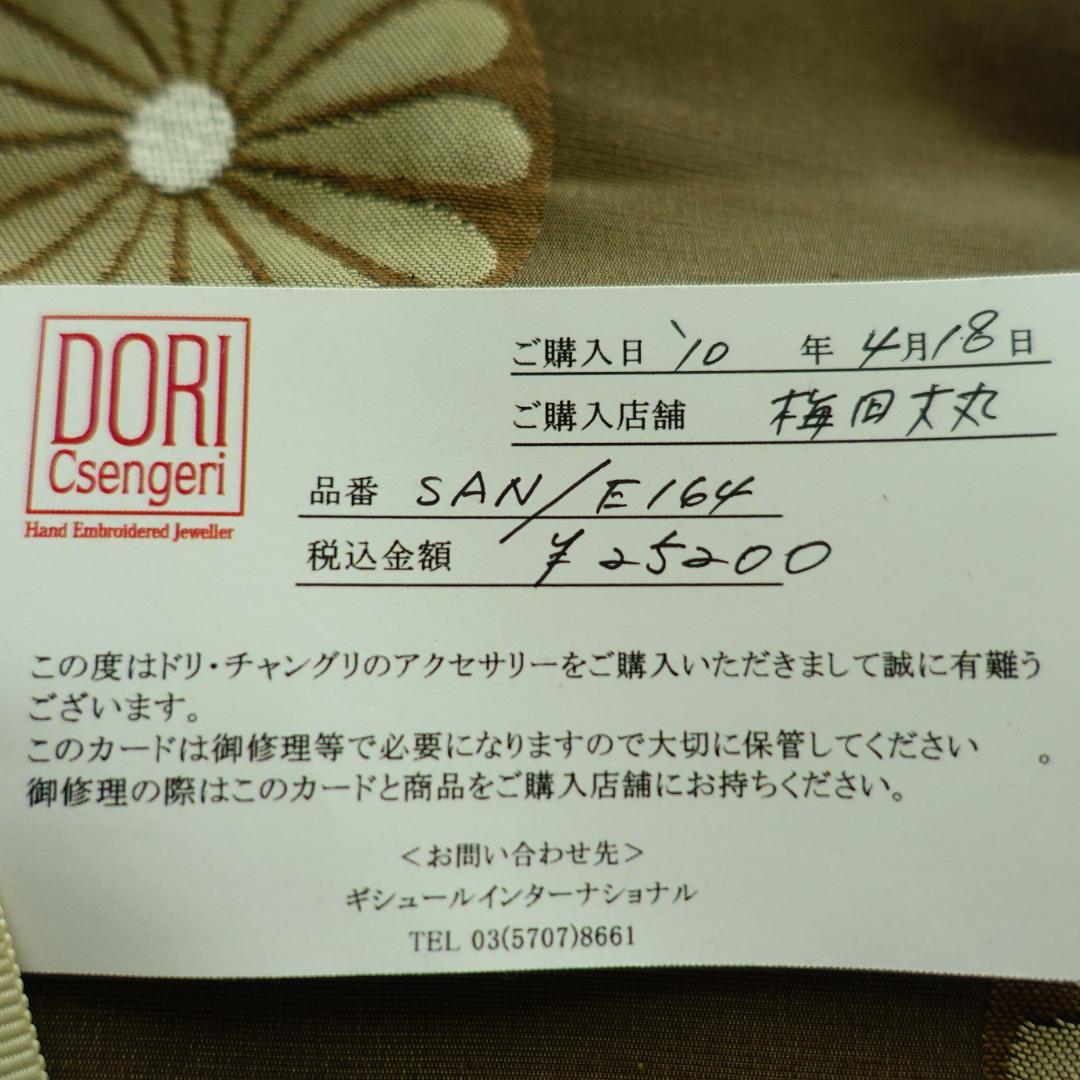 DORI
Csengeri
Hand Embroidered Jeweller
ご購入日 '10 年 4月18日
ご購入店舗 梅田大丸
品番 SAN/E164
税込金額 ¥25200
この度はドリ・チャングリのアクセサリーをご購入いただきまして誠に有難う
ございます。
このカードは御修理等で必要になりますので大切に保管してください 。
御修理の際はこのカードと商品をご購入店舗にお持ちください。
＜お問い合わせ先＞
ギシュールインターナショナル
TEL 03(5707)8661